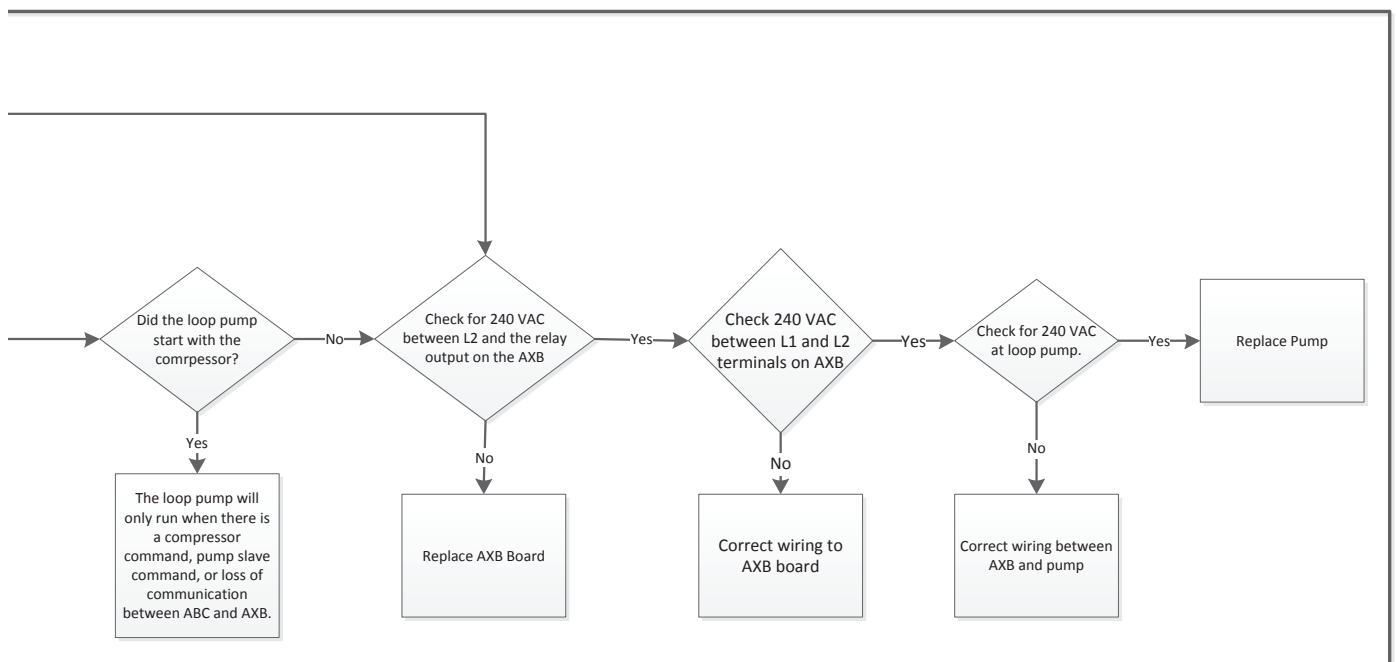 Did the loop pump
start with the
comrpessor?
No
Check for 240 VAC
between L2 and the relay
output on the AXB
Yes
Check 240 VAC
between L1 and L2
terminals on AXB
Yes
Check for 240 VAC
at loop pump.
Yes
Replace Pump
Yes
No
No
No
The loop pump will
only run when there is
a compressor
command, pump slave
command, or loss of
communication
between ABC and AXB.
Replace AXB Board
Correct wiring to
AXB board
Correct wiring between
AXB and pump